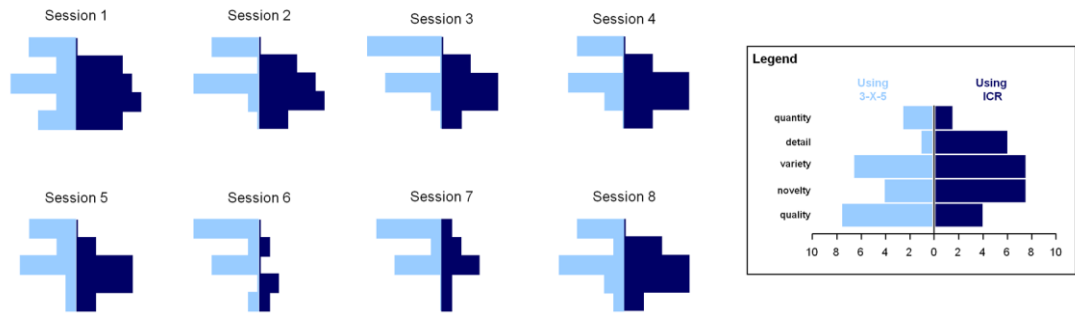 Session 1
Session 2
Session 3
Session 4
Session 5
Session 6
Session 7
Session 8
Legend
Using
3-X-5
Using
ICR
quantity
detail
variety
novelty
quality
10 8 6 4 2 0 2 4 6 8 10